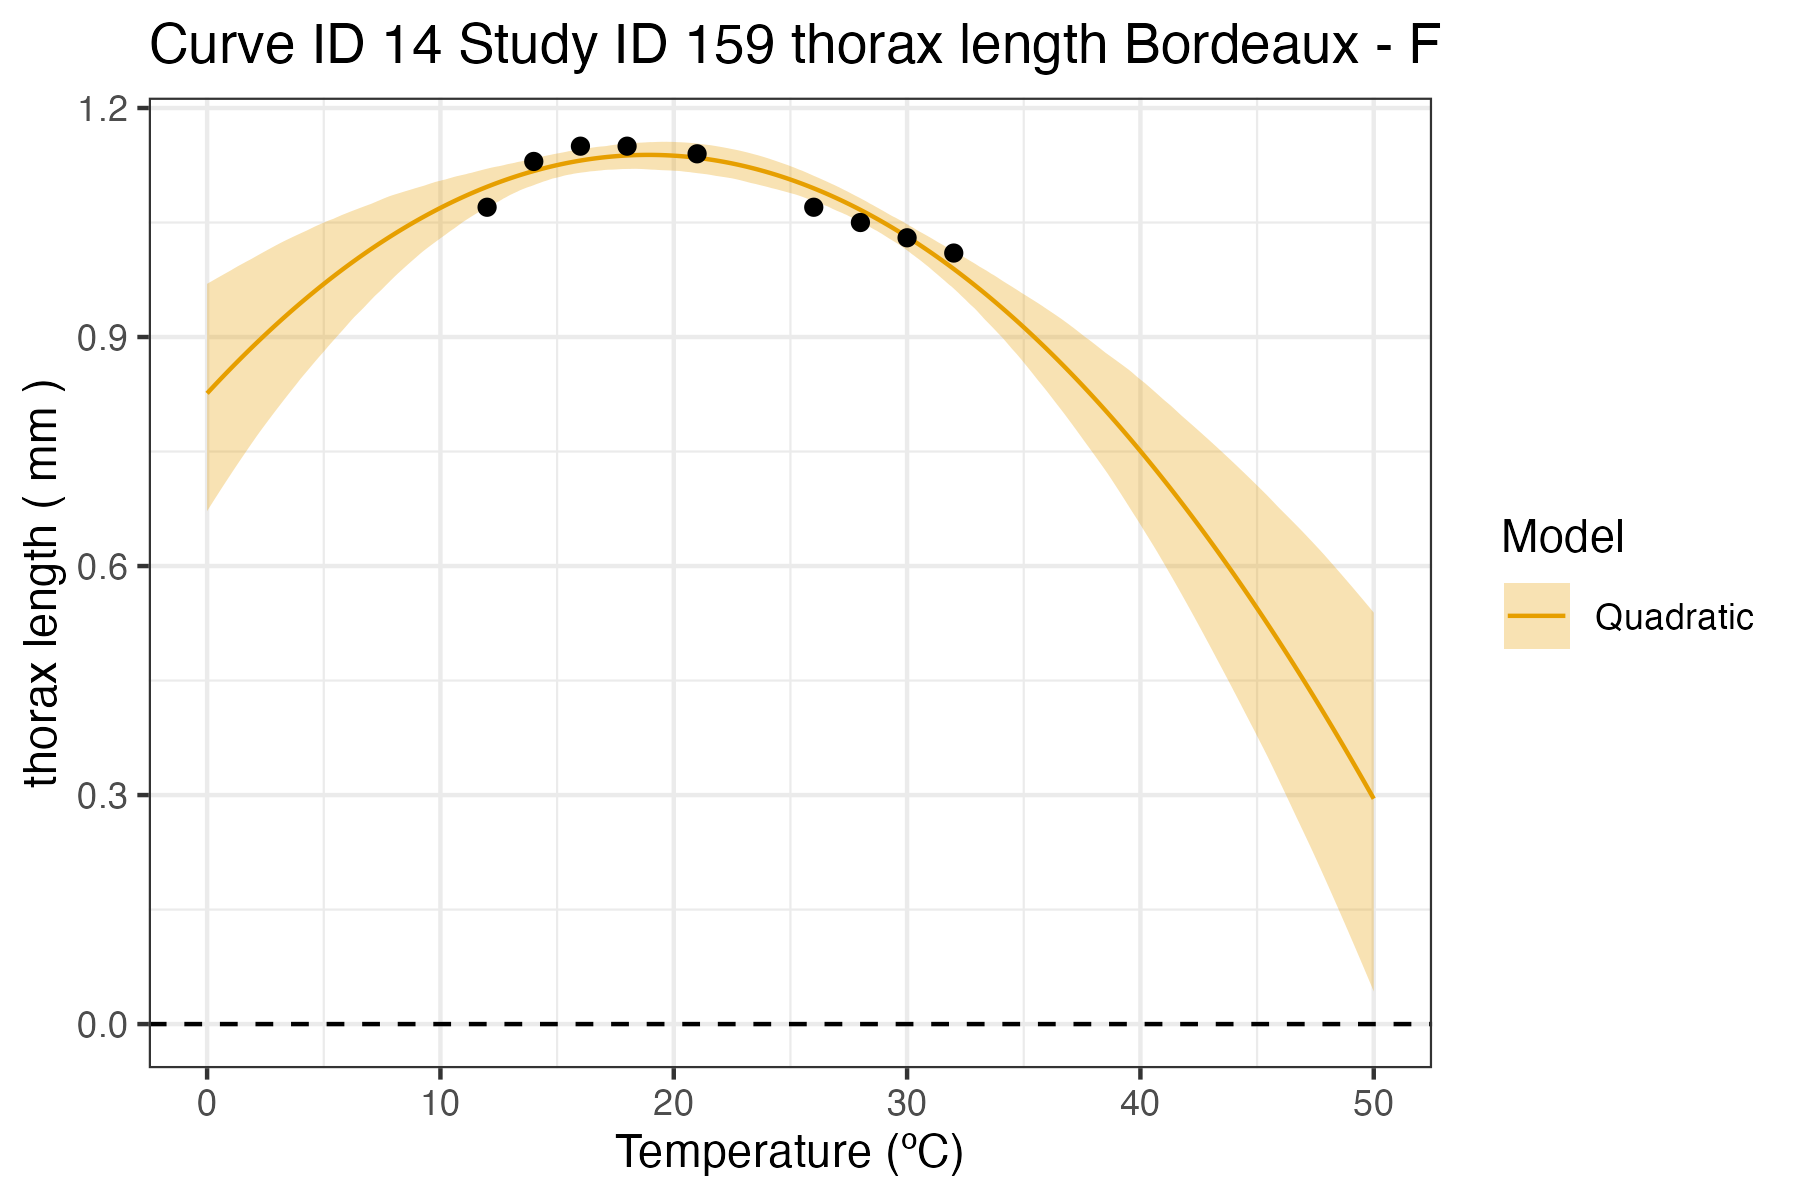 Curve ID 14 Study ID 159 thorax length Bordeaux - F
thorax length ( mm )
1.2
0.9
0.6
0.3
0.0
0 10 20 30 40 50
Temperature (ºC)
Model
Quadratic